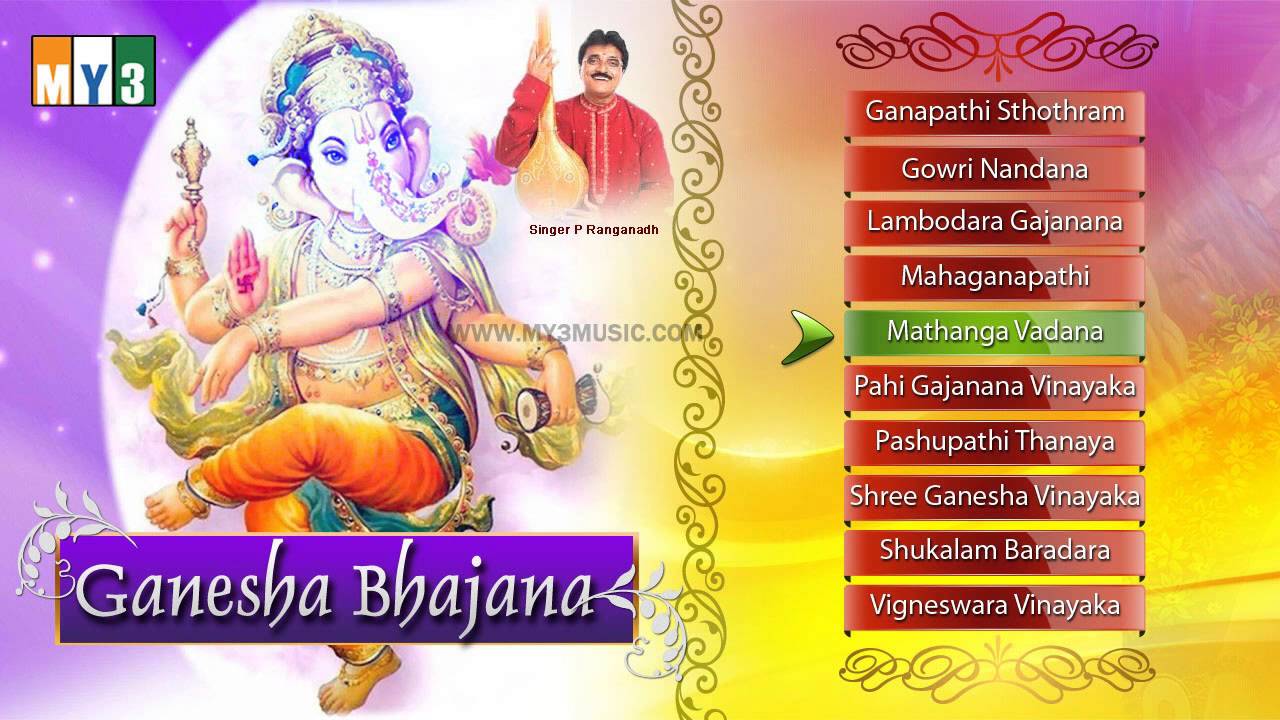 MY3
Singer P Ranganadh
WWW.MY3MUSIC.COM
Ganesha Bhajana
Ganapathi Sthothram
Gowri Nandana
Lambodara Gajanana
Mahaganapathi
Mathanga Vadana
Pahi Gajanana Vinayaka
Pashupathi Thanaya
Shree Ganesha Vinayaka
Shukalam Baradara
Vigneswara Vinayaka